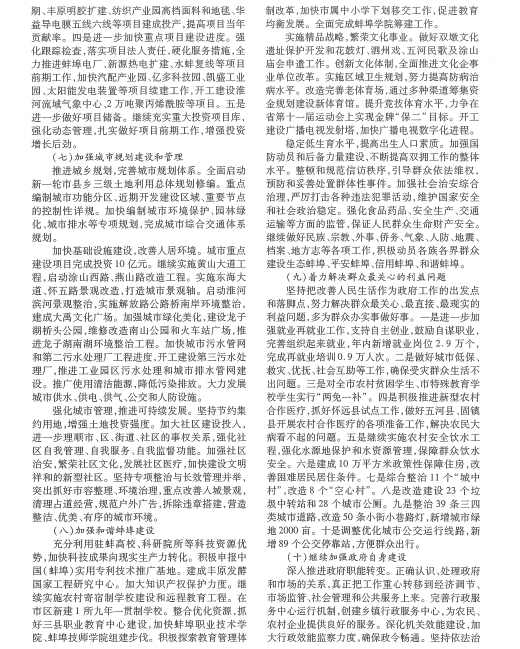 期、丰原明胶扩建、纺织产业园高档面料和地毯、华
益导电膜五线六线等项目建成投产,提高项目当年
贡献率。四是进一步加快重点项目建设进度。强
化跟踪检查,落实项目法人责任,硬化服务措施,全
力推进蚌埠电厂、新源热电扩建、水蚌复线等项目
前期工作,加快汽配产业园、亿多科技园、凯盛工业
园、太阳能发电装置等项目续建工作,开工建设淮
河流域气象中心、2万吨聚丙烯酰胺等项目。五是
进一步做好项目储备。继续充实重大投资项目库,
强化动态管理,扎实做好项目前期工作,增强投资
增长后劲。
(七)加强城市规划建设和管理
推进城乡规划,完善城市规划体系。全面启动
新一轮市县乡三级土地利用总体规划修编。重点
编制城市功能分区、近期开发建设区域、重要节点
的控制性详规。加快编制城市环境保护、园林绿
化、城市排水等专项规划,完成城市综合交通体系
规划。
加快基础设施建设,改善人居环境。城市重点
建设项目完成投资10亿元。继续实施黄山大道工
程,启动涂山西路、燕山路改造工程。实施东海大
道、怀五路景观改造,打造城市景观轴。启动淮河
滨河景观整治,实施解放路公路桥南岸环境整治,
建成大禹文化广场。加强城市绿化美化,建设龙子
湖桥头公园,维修改造南山公园和火车站广场,推
进龙子湖南湖环境整治工程。加快城市污水管网
和第二污水处理厂工程进度,开工建设第三污水处
理厂,推进工业园区污水处理和城市排水管网建
设。推广使用清洁能源,降低污染排放。大力发展
城市供水、供电、供气、公交和人防设施。
强化城市管理,推进可持续发展。坚持节约集
约用地,增强土地投资强度。加大社区建设投入,
进一步理顺市、区、街道、社区的事权关系,强化社
区自我管理、自我服务、自我监督功能。加强社区
治安,繁荣社区文化,发展社区医疗,加快建设文明
祥和的新型社区。坚持专项整治与长效管理并举,
突出抓好市容整理、环境治理,重点改善入城景观,
清理占道经营,规范户外广告,拆除违章搭建,营造
整洁、优美、有序的城市环境。
(八)加强和谐蚌埠建设
充分利用驻蚌高校、科研院所等科技资源优
势,加快科技成果向现实生产力转化。积极申报中
国(蚌埠)实用专利技术推广基地。建成丰原发酵
国家工程研究中心。加大知识产权保护力度。继
续实施农村寄宿制学校建设和远程教育工程。在
市区新建1所九年一贯制学校。整合优化资源,抓
好三县职业教育中心建设,加快蚌埠职业技术学
院、蚌埠技师学院组建步伐。积极探索教育管理体
制改革,加快市属中小学下划移交工作,促进教育
均衡发展。全面完成蚌埠学院筹建工作。
实施精品战略,繁荣文化事业。做好双墩文化
遗址保护开发和花鼓灯、泗州戏、五河民歌及涂山
庙会申遗工作。创新文化体制,全面推进文化企事
业单位改革。实施区域卫生规划,努力提高防病治
病水平。改造完善老体育场,通过多种渠道筹集资
金规划建设新体育馆。提升竞技体育水平,力争在
省第十一届运动会上实现金牌“保二”目标。开工
建设广播电视发射塔,加快广播电视数字化进程。
稳定低生育水平,提高出生人口素质。加强国
防动员和后备力量建设,不断提高双拥工作的整体
水平。整顿和规范信访秩序,引导群众依法维权,
预防和妥善处置群体性事件。加强社会治安综合
治理,严厉打击各种违法犯罪活动,维护国家安全
和社会政治稳定。强化食品药品、安全生产、交通
运输等方面的监管,保证人民群众生命财产安全。
继续做好民族、宗教、外事、侨务、气象、人防、地震、
档案、地方志等各项工作,积极动员各族各界群众
建设生态蚌埠、平安蚌埠、信用蚌埠、和谐蚌埠。
(九)着力解决群众最关心的利益问题
坚持把改善人民生活作为政府工作的出发点
和落脚点,努力解决群众最关心、最直接、最现实的
利益问题,多为群众办实事做好事。一是进一步加
强就业再就业工作,支持自主创业,鼓励自谋职业,
完善组织起来就业,年内新增就业岗位2.9万个,
完成再就业培训0.9万人次。二是做好城市低保、
救灾、优抚、社会互助等工作,确保受灾群众生活不
出问题。三是对全市农村贫困学生、市特殊教育学
校学生实行“两免一补”。四是积极推进新型农村
合作医疗,抓好怀远县试点工作,做好五河县、固镇
县开展农村合作医疗的各项准备工作,解决农民大
病看不起的问题。五是继续实施农村安全饮水工
程,强化水源地保护和水资源管理,保障群众饮水
安全。六是建成10万平方米政策性保障住房,改
善困难居民居住条件。七是综合整治11个“城中
村”,改造8个“空心村”。八是改造建设23个垃
圾中转站和28个城市公厕。九是整治39条三四
类城市道路,改造50条小街小巷路灯,新增城市绿
地2000亩。十是调整优化城市公交运行线路,新
增89个公交停靠站,方便群众出行。
(十)继续加强政府自身建设
深入推进政府职能转变。正确认识、处理政府
和市场的关系,真正把工作重心转移到经济调节、
市场监管、社会管理和公共服务上来。完善行政服
务中心运行机制,创建乡镇行政服务中心,为农民、
农村企业提供良好的服务。深化机关效能建设,加
大行政效能监察力度,确保政令畅通。坚持依法治